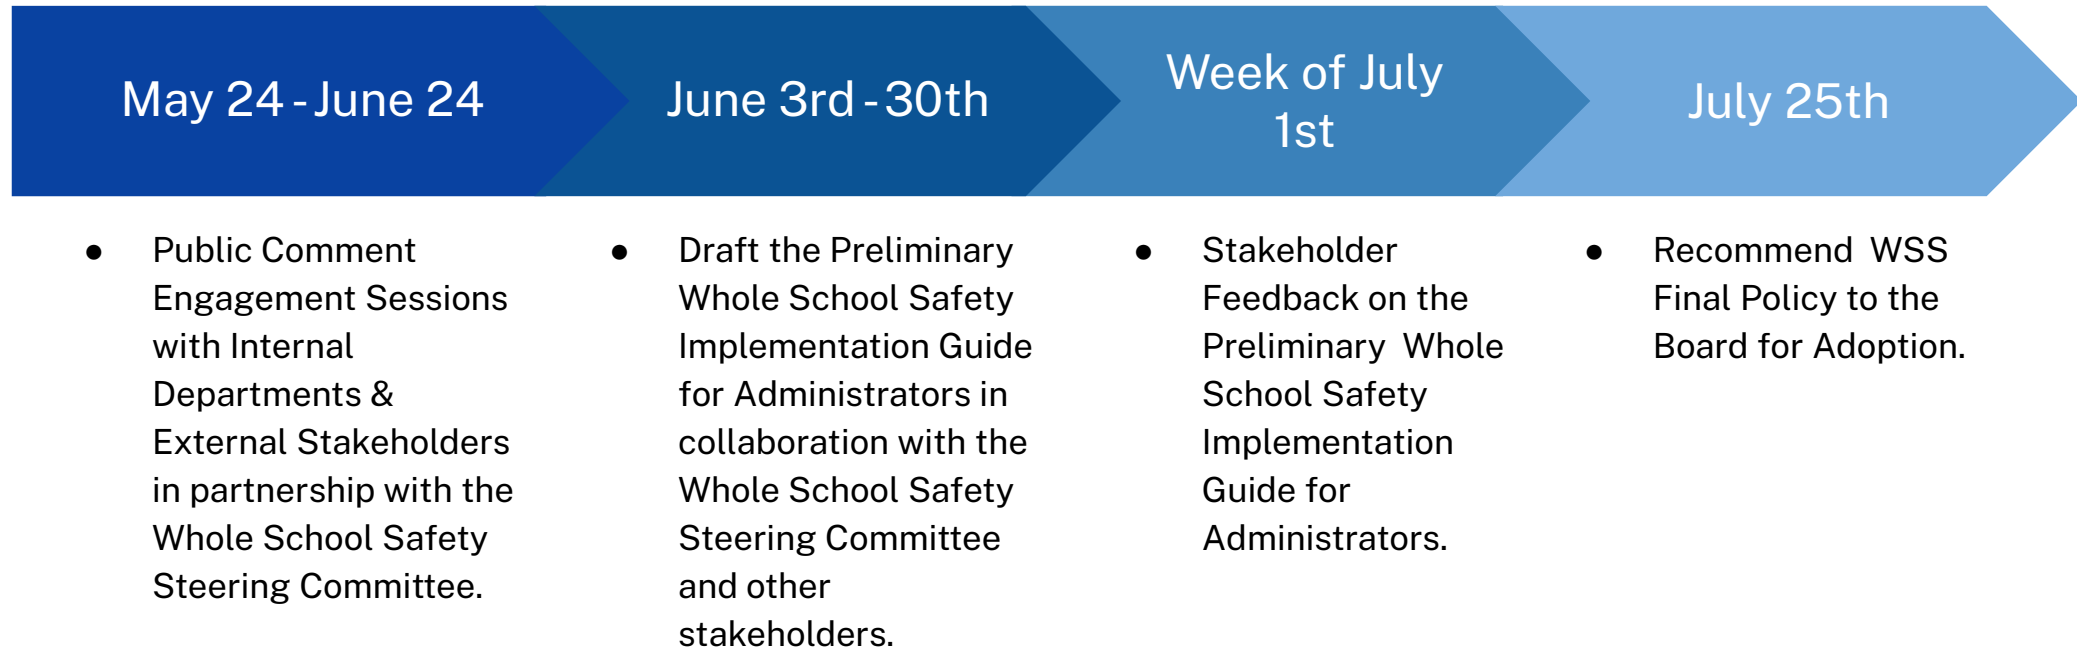 May 24 - June 24
June 3rd - 30th
Week of July
1st
July 25th
● Public Comment
Engagement Sessions
with Internal
Departments &
External Stakeholders
in partnership with the
Whole School Safety
Steering Committee.
● Draft the Preliminary
Whole School Safety
Implementation Guide
for Administrators in
collaboration with the
Whole School Safety
Steering Committee
and other
stakeholders.
● Stakeholder
Feedback on the
Preliminary Whole
School Safety
Implementation
Guide for
Administrators.
● Recommend WSS
Final Policy to the
Board for Adoption.